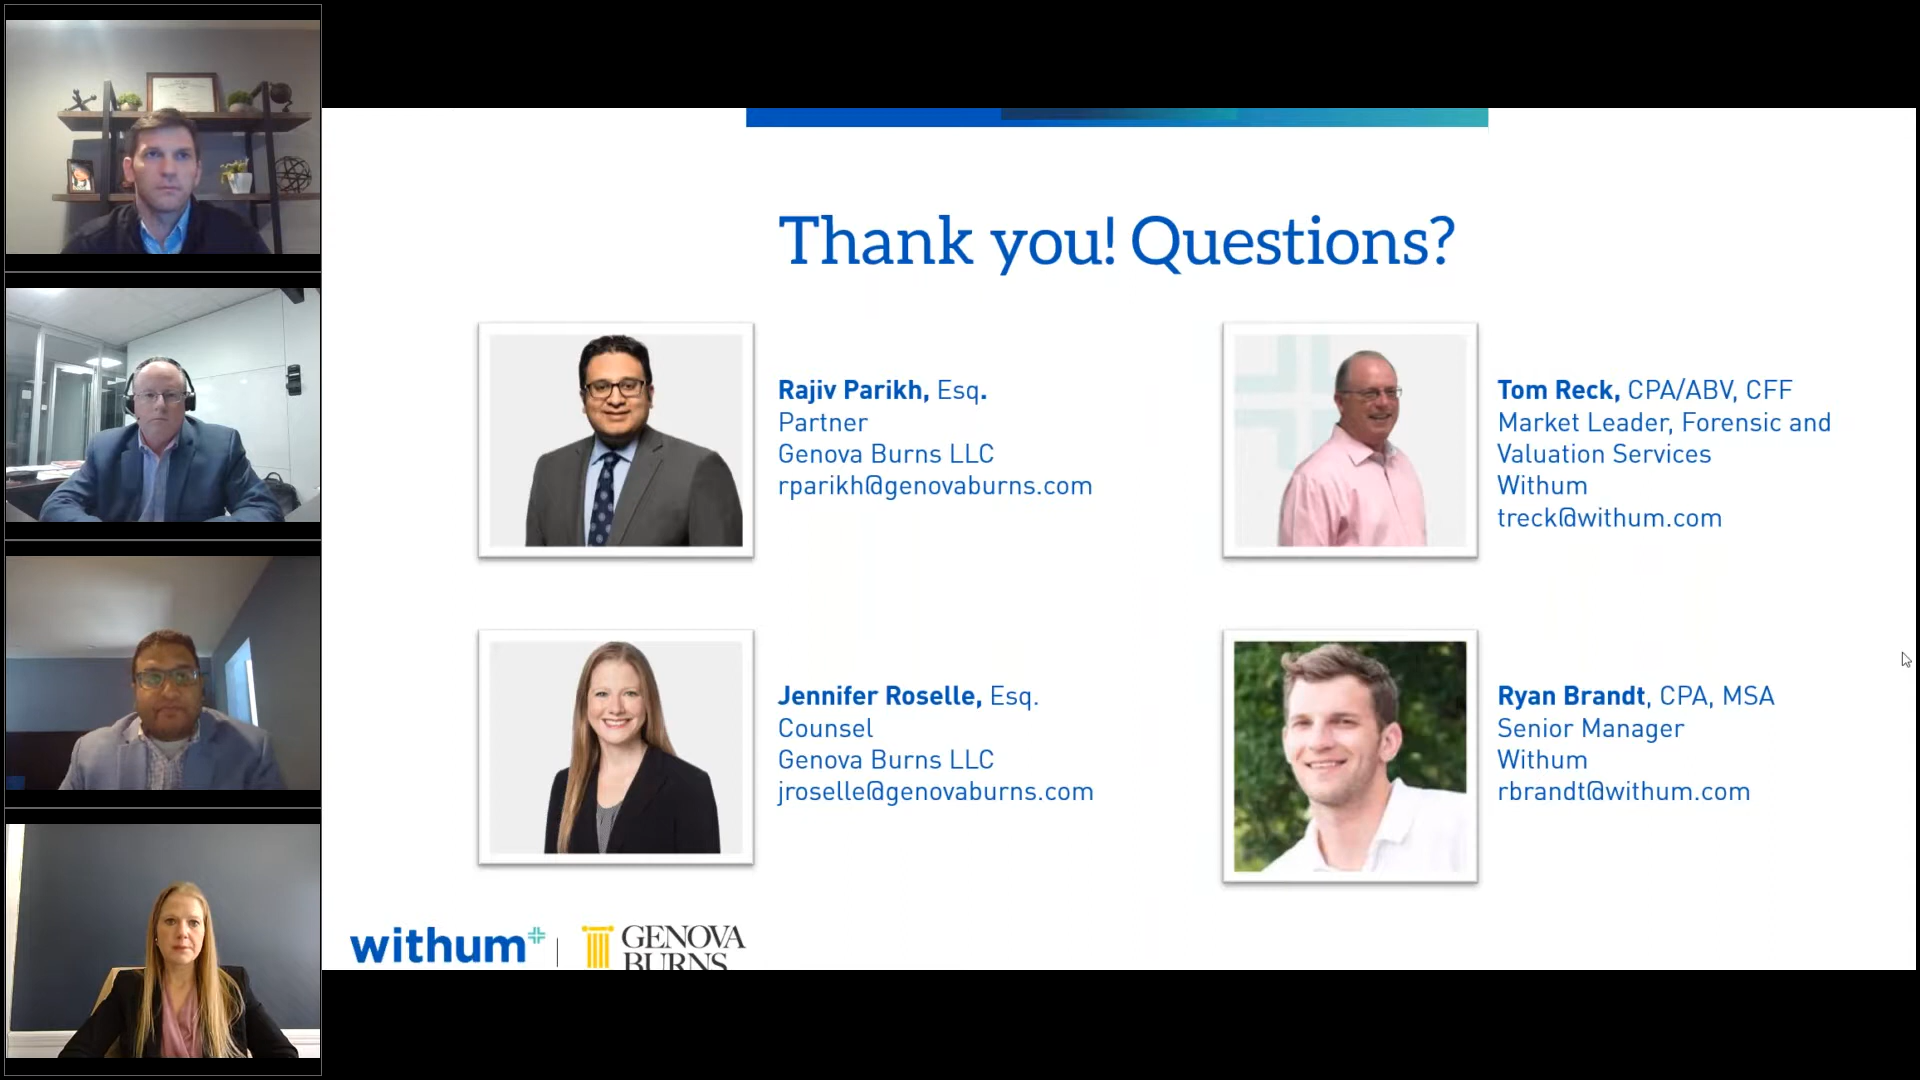 Thank you! Questions?
Rajiv Parikh, Esq.
Partner
Genova Burns LLC
rparikh@genovaburns.com
Tom Reck, CPA/ABV, CFF
Market Leader, Forensic and
Valuation Services
Withum
treck@withum.com
Jennifer Roselle, Esq.
Counsel
Genova Burns LLC
jroselle@genovaburns.com
Ryan Brandt, CPA, MSA
Senior Manager
Withum
rbrandt@withum.com
withum+
GENOVA
BURNS